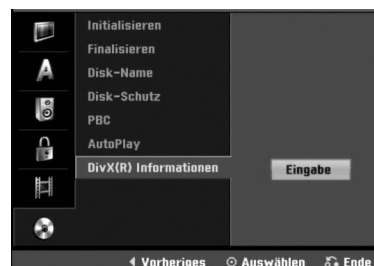 Initialisieren
Finalisieren
Disk-Name
Disk-Schutz
PBC
AutoPlay
DivX(R) Informationen
Eingabe
A
Vorheriges Auswählen Ende